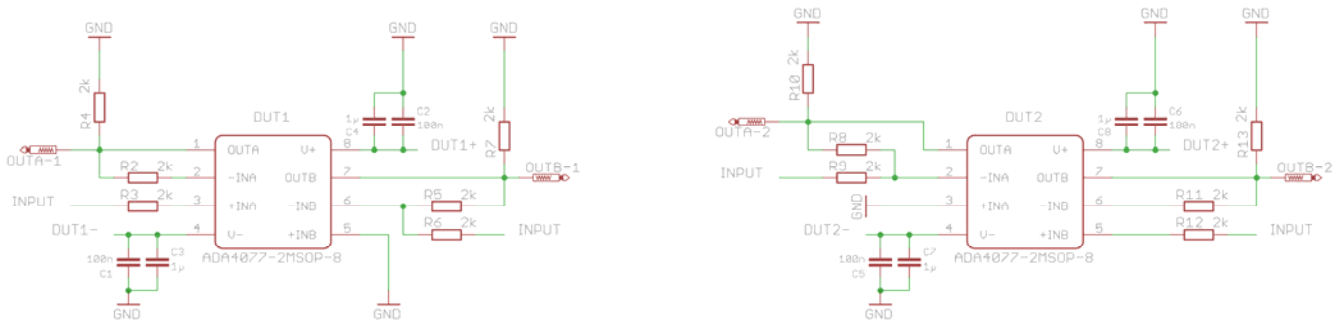 GND
GND
GND
R4
2k
DUT1
1µ
C4
C2
100n
R7
2k
OUTA-1
1
OUTA
V+
8
DUT1+
R2
2k
2
-INA
OUTB
7
OUTB-1
INPUT
R3
2k
3
+INA
-INB
6
R5
2k
R6
2k
INPUT
DUT1-
4
V-
+INB
5
100n
C1
C3
1µ
ADA4077-2MSOP-8
GND
GND
GND
GND
GND
R10
2k
DUT2
1µ
C8
C6
100n
R13
2k
OUTA-2
1
OUTA
V+
8
DUT2+
R8
2k
INPUT
R9
2k
2
-INA
OUTB
7
OUTB-2
GND
3
+INA
-INB
6
R11
2k
DUT2-
4
V-
+INB
5
R12
2k
INPUT
100n
C5
C7
1µ
ADA4077-2MSOP-8
GND